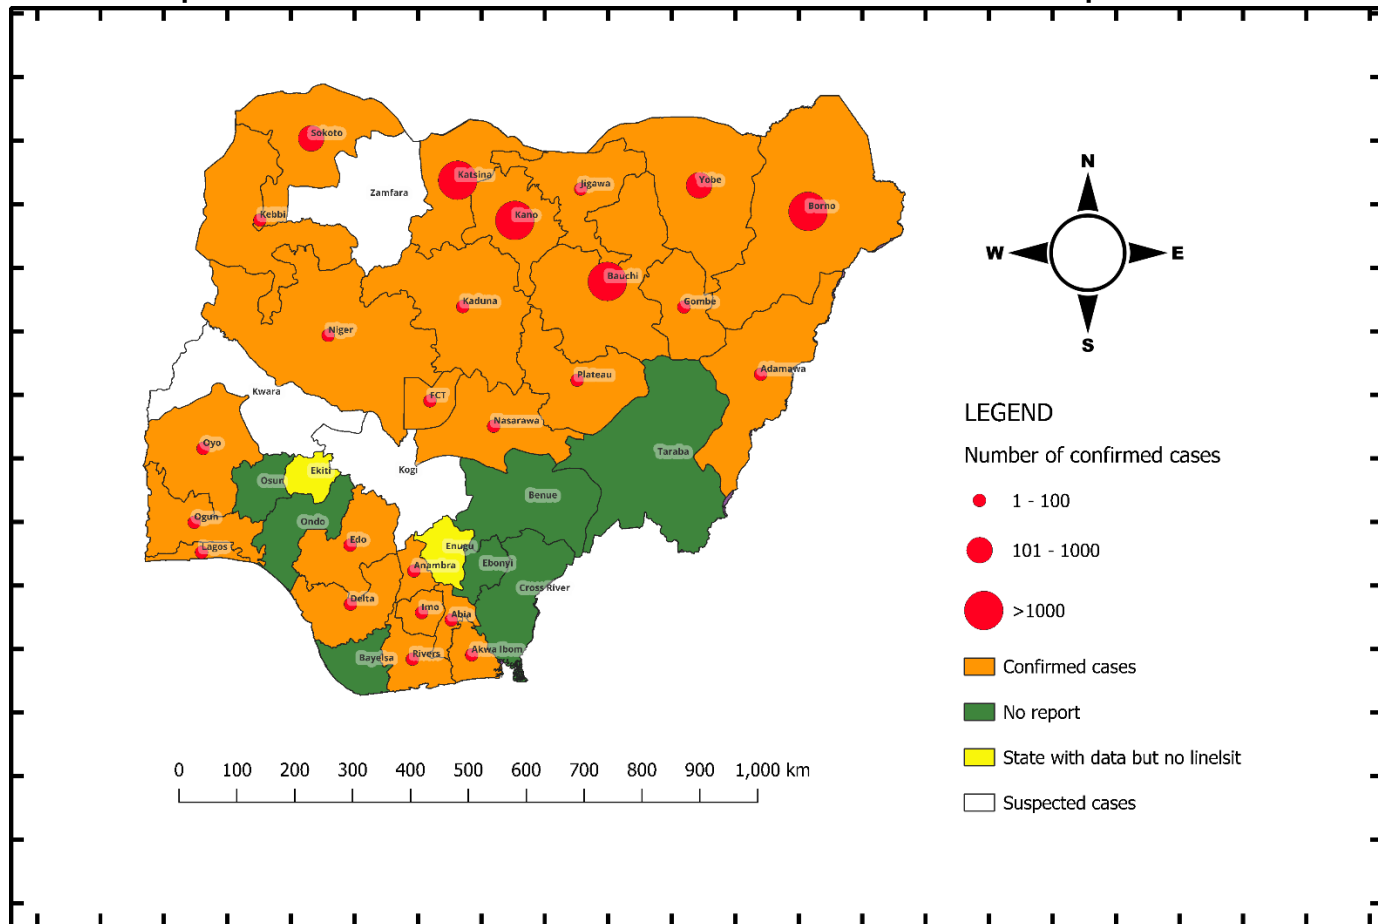 Sokoto
Katsina
Zamfara
Jigawa
Yobe
Borno
Kano
Kebbi
Bauchi
Kaduna
Gombe
Niger
Plateau
Adamawa
Kwara
FCT
Nasarawa
Oyo
Taraba
Kogi
Ekiti
Osun
Benue
Ogun
Ondo
Edo
Lagos
Enugu
Anambra
Ebonyi
Cross River
Delta
Imo
Abia
Akwa Ibom
Rivers
Bayelsa
N
W
E
S
LEGEND
Number of confirmed cases
1 - 100
101 - 1000
>1000
Confirmed cases
No report
State with data but no linelsit
Suspected cases
0 100 200 300 400 500 600 700 800 900 1,000 km